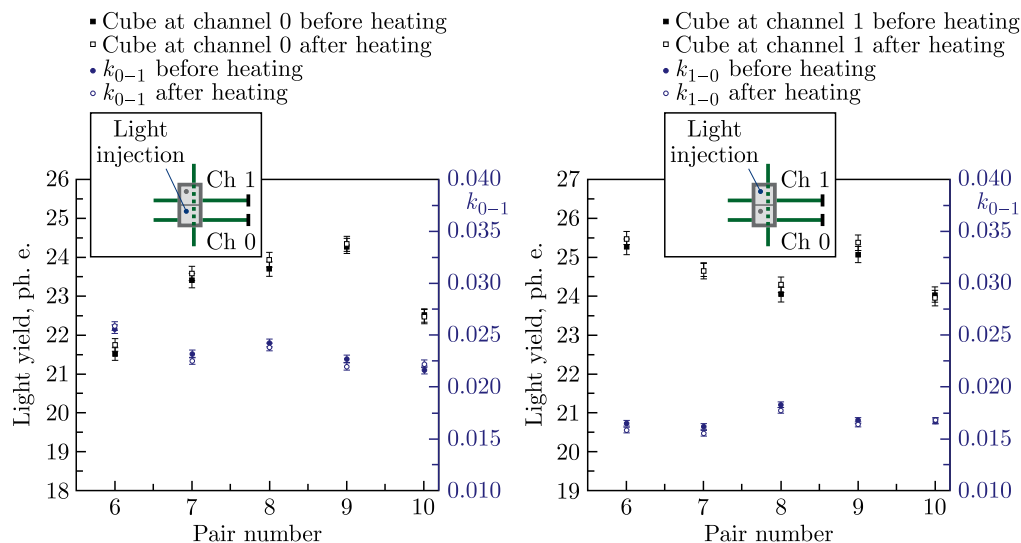 Cube at channel 0 before heating
Cube at channel 0 after heating
k0−1 before heating
k0−1 after heating
Light
injection
Ch 1
Ch 0
26
25
24
23
22
21
20
19
18
Light yield, ph. e.
0.040
k0−1
0.035
0.030
0.025
0.020
0.015
0.010
6 7 8 9 10
Pair number
Cube at channel 1 before heating
Cube at channel 1 after heating
k1−0 before heating
k1−0 after heating
Light
injection
Ch 1
Ch 0
27
26
25
24
23
22
21
20
19
Light yield, ph. e.
0.040
k0−1
0.035
0.030
0.025
0.020
0.015
0.010
6 7 8 9 10
Pair number